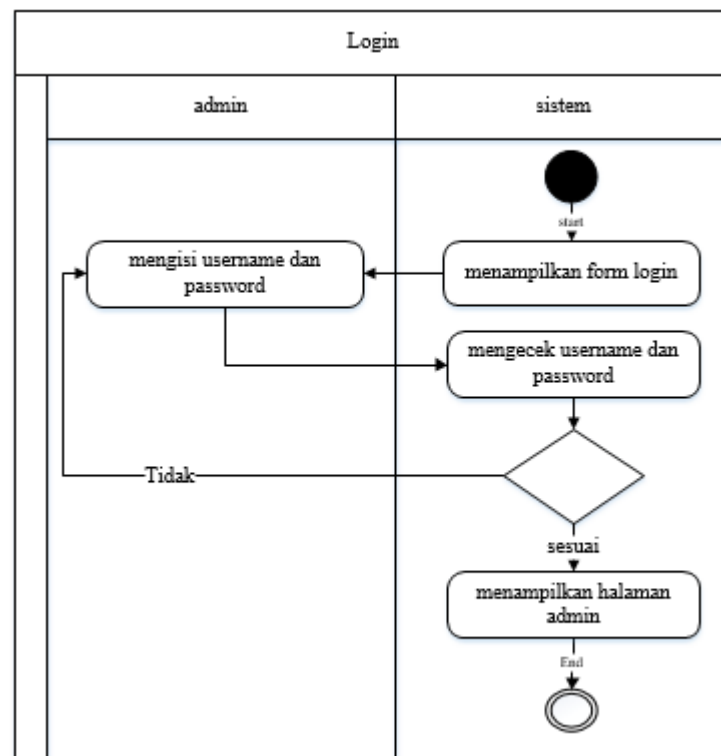 Login
admin
sistem
start
mengisi username dan
password
menampilkan form login
mengecek username dan
password
Tidak
sesuai
menampilkan halaman
admin
End